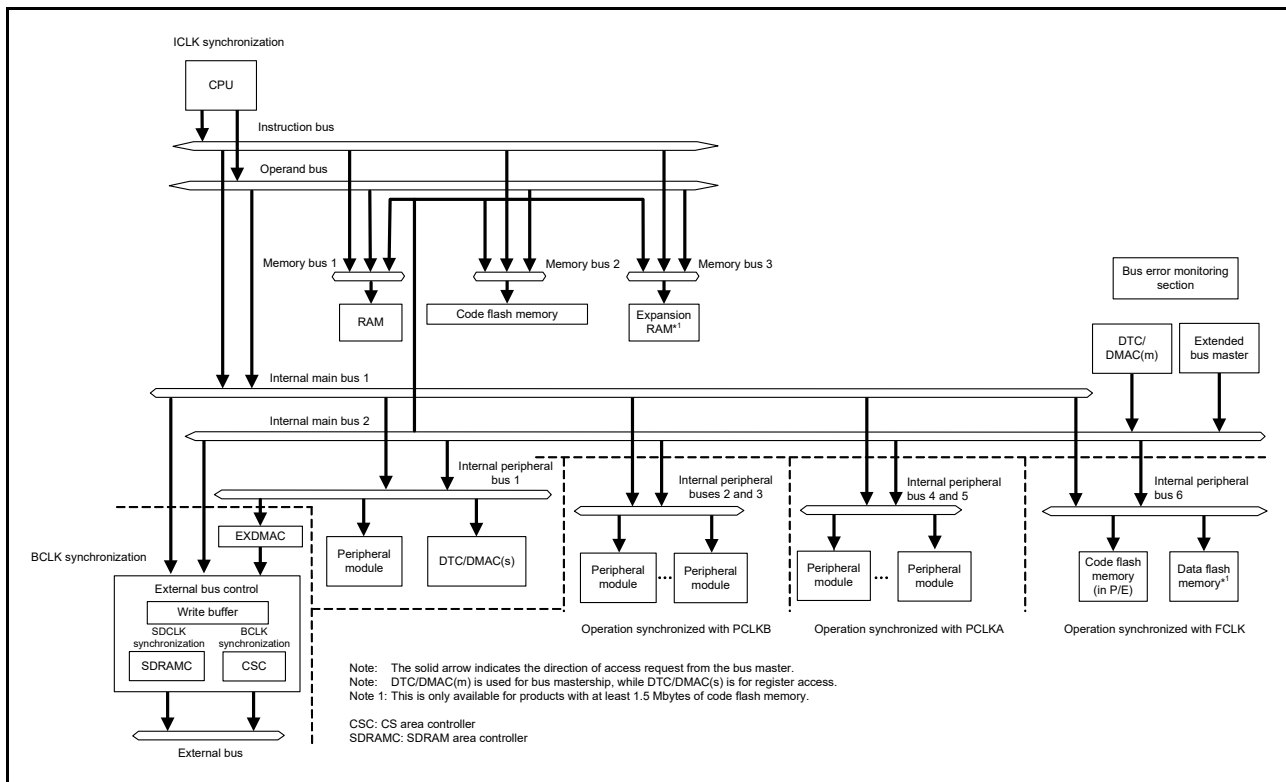 ICLK synchronization
CPU
Instruction bus
Operand bus
Memory bus 1
Memory bus 2
Memory bus 3
Bus error monitoring
section
RAM
Code flash memory
Expansion
RAM*1
DTC/
DMAC(m)
Extended
bus master
Internal main bus 1
Internal main bus 2
Internal peripheral
bus 1
Internal peripheral
buses 2 and 3
Internal peripheral
bus 4 and 5
Internal peripheral
bus 6
BCLK synchronization
EXDMAC
Peripheral
module
DTC/DMAC(s)
Peripheral
module
...
Peripheral
module
Peripheral
module
...
Peripheral
module
Code flash
memory
(in P/E)
Data flash
memory*1
External bus control
Write buffer
SDCLK
synchronization
BCLK
synchronization
SDRAMC
CSC
Operation synchronized with PCLKB
Operation synchronized with PCLKA
Operation synchronized with FCLK
Note: The solid arrow indicates the direction of access request from the bus master.
Note: DTC/DMAC(m) is used for bus mastership, while DTC/DMAC(s) is for register access.
Note 1: This is only available for products with at least 1.5 Mbytes of code flash memory.
CSC: CS area controller
SDRAMC: SDRAM area controller
External bus